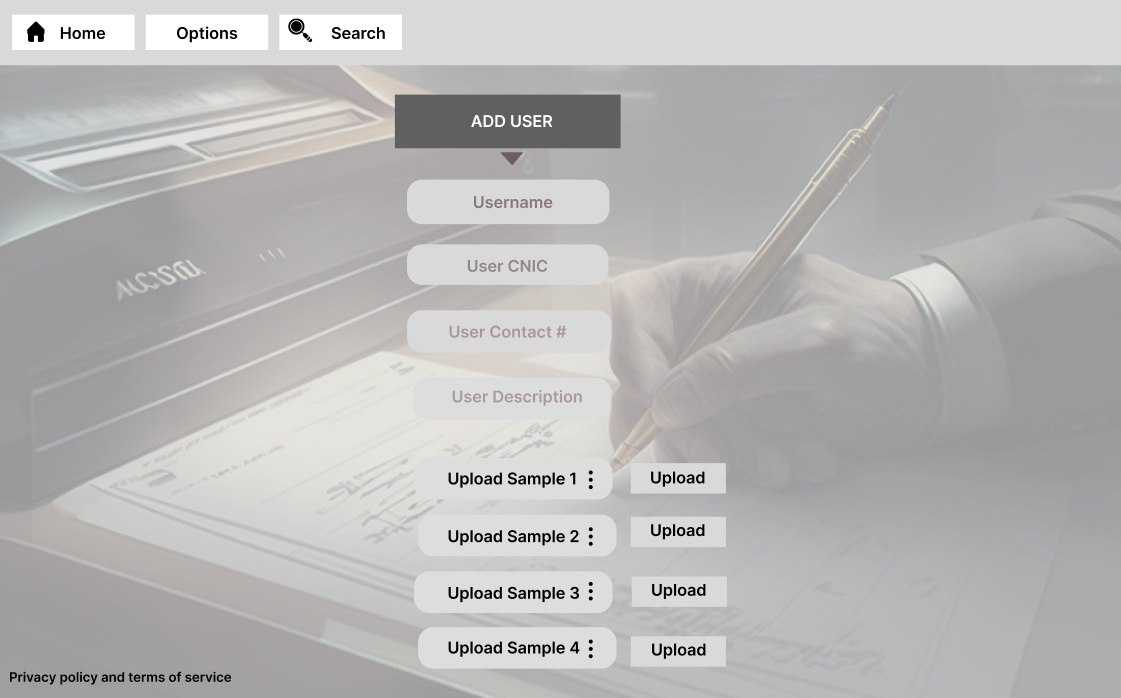 Home
Options
Search
ADD USER
Username
User CNIC
User Contact #
User Description
Upload Sample 1
Upload
Upload Sample 2
Upload
Upload Sample 3
Upload
Upload Sample 4
Upload
Privacy policy and terms of service